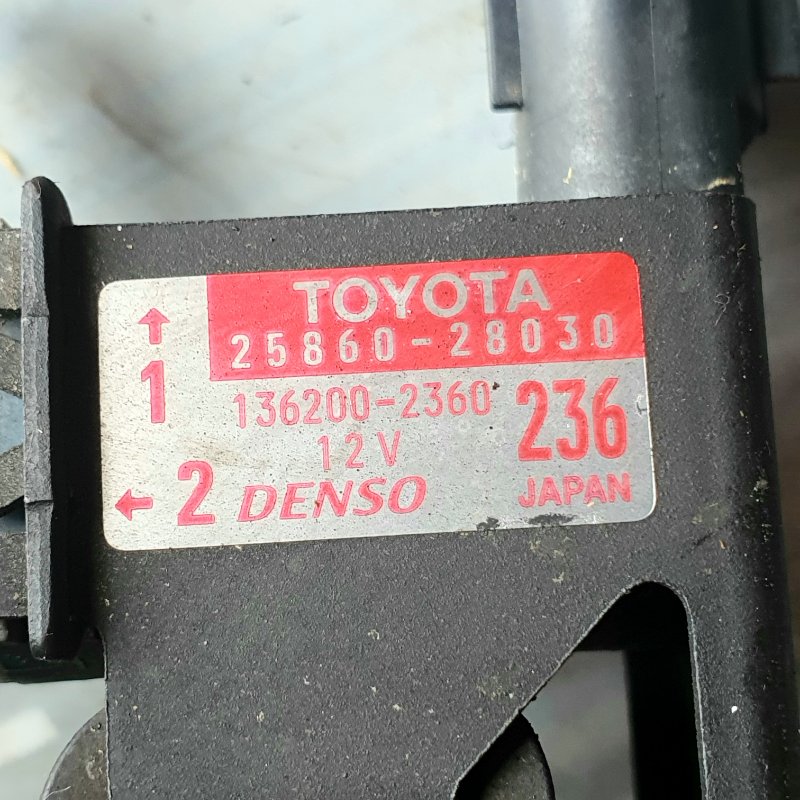 TOYOTA
25860-28030
↑
1
136200-2360
12V
236
← 2 DENSO
JAPAN